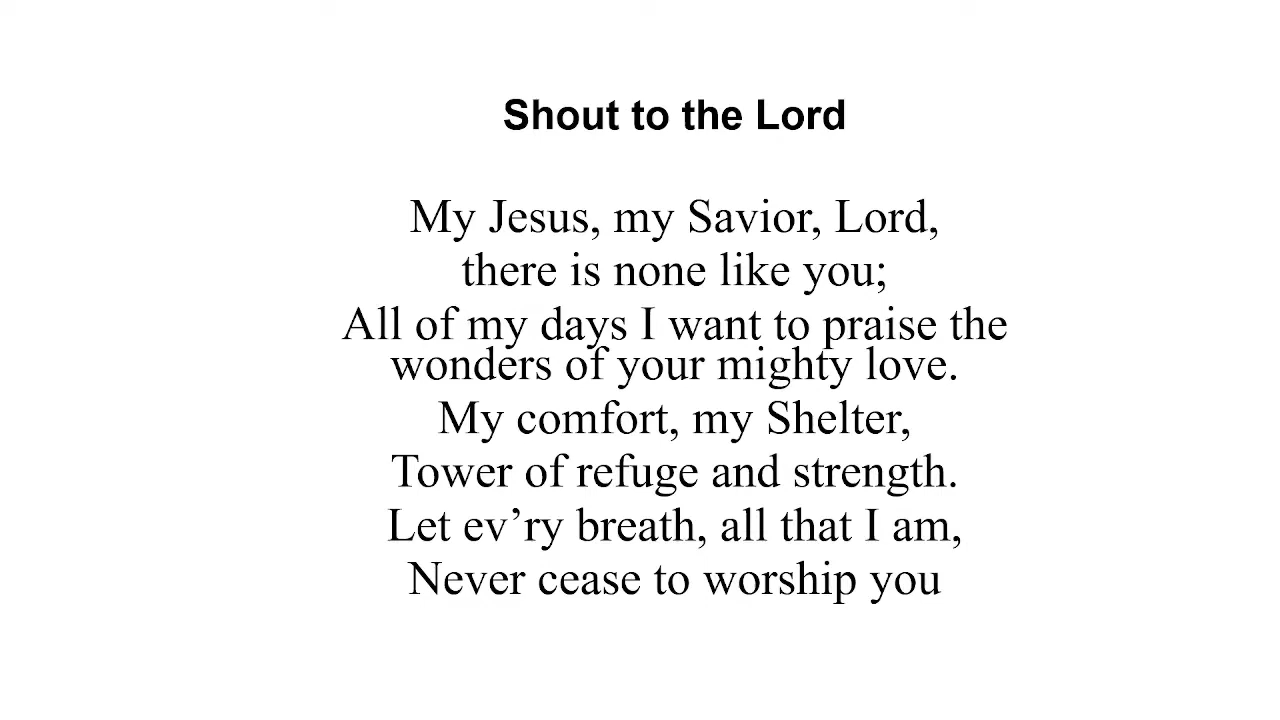 Shout to the Lord
My Jesus, my Savior, Lord,
there is none like you;
All of my days I want to praise the
wonders of your mighty love.
My comfort, my Shelter,
Tower of refuge and strength.
Let ev’ry breath, all that I am,
Never cease to worship you